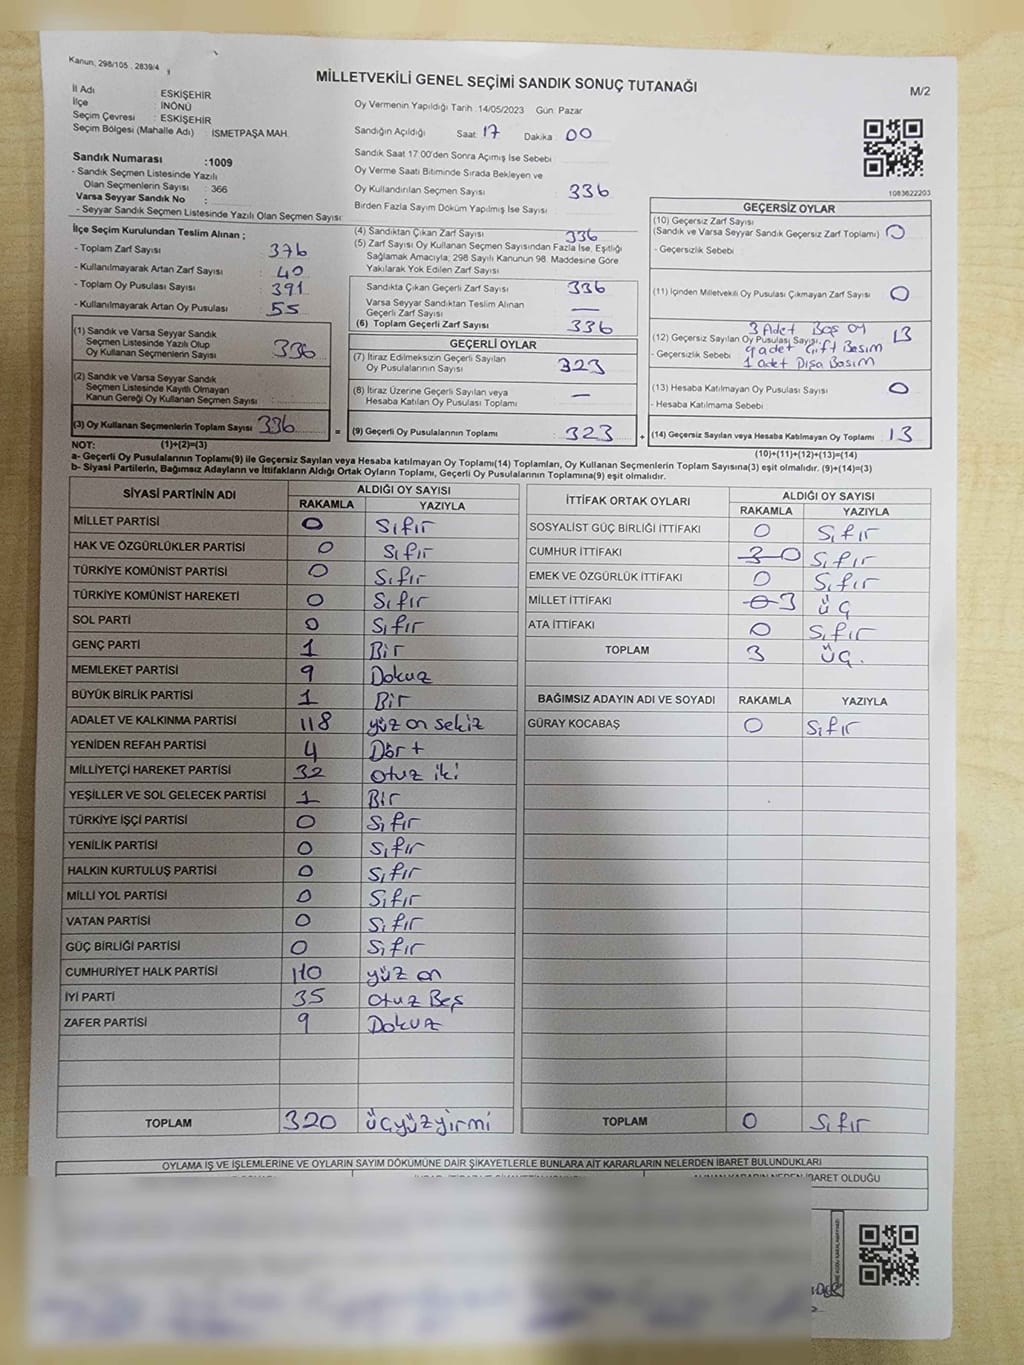 Kanun, 298/105 , 2839/4
MİLLETVEKİLİ GENEL SEÇİMİ SANDIK SONUÇ TUTANAĞI
M/2
İl Adı : ESKİŞEHİR
İlçe : İNÖNÜ
Seçim Çevresi : ESKİŞEHİR
Seçim Bölgesi (Mahalle Adı) : İSMETPAŞA MAH.
Sandık Numarası :1009
- Sandık Seçmen Listesinde Yazılı
Olan Seçmenlerin Sayısı : 366
Varsa Seyyar Sandık No :
- Seyyar Sandık Seçmen Listesinde Yazılı Olan Seçmen Sayısı:
Oy Vermenin Yapıldığı Tarih :14/05/2023 Gün: Pazar
Sandığın Açıldığı Saat: 17 Dakika : 00
Sandık Saat 17:00'den Sonra Açımış İse Sebebi
Oy Verme Saati Bitiminde Sırada Bekleyen ve
Oy Kullandırılan Seçmen Sayısı : 336
Birden Fazla Sayım Döküm Yapılmış İse Sayısı
1083622203
İlçe Seçim Kurulundan Teslim Alınan ;
- Toplam Zarf Sayısı : 376
- Kullanılmayarak Artan Zarf Sayısı : 40
- Toplam Oy Pusulası Sayısı : 391
- Kullanılmayarak Artan Oy Pusulası : 55
(1) Sandık ve Varsa Seyyar Sandık
Seçmen Listesinde Yazılı Olup
Oy Kullanan Seçmenlerin Sayısı : 336
(2) Sandık ve Varsa Seyyar Sandık
Seçmen Listesinde Kayıtlı Olmayan
Kanun Gereği Oy Kullanan Seçmen Sayısı :
(3) Oy Kullanan Seçmenlerin Toplam Sayısı : 336
(4) Sandıktan Çıkan Zarf Sayısı : 336
(5) Zarf Sayısı Oy Kullanan Seçmen Sayısından Fazla İse, Eşitliği
Sağlamak Amacıyla, 298 Sayılı Kanunun 98. Maddesine Göre
Yakılarak Yok Edilen Zarf Sayısı
Sandıkta Çıkan Geçerli Zarf Sayısı : 336
Varsa Seyyar Sandıktan Teslim Alınan
Geçerli Zarf Sayısı : —
(6) Toplam Geçerli Zarf Sayısı : 336
GEÇERLİ OYLAR
(7) İtiraz Edilmeksizin Geçerli Sayılan
Oy Pusulalarının Sayısı : 323
(8) İtiraz Üzerine Geçerli Sayılan veya
Hesaba Katılan Oy Pusulası Toplamı : —
= (9) Geçerli Oy Pusulalarının Toplamı : 323
GEÇERSİZ OYLAR
(10) Geçersiz Zarf Sayısı
(Sandık ve Varsa Seyyar Sandık Geçersiz Zarf Toplamı) : 0
- Geçersizlik Sebebi :
(11) İçinden Milletvekili Oy Pusulası Çıkmayan Zarf Sayısı : 0
3 Adet Boş oy
(12) Geçersiz Sayılan Oy Pusulası Sayısı : 13
- Geçersizlik Sebebi : 9 adet Çift Basım
1 adet Dışa Basım
(13) Hesaba Katılmayan Oy Pusulası Sayısı : 0
- Hesaba Katılmama Sebebi :
+ (14) Geçersiz Sayılan veya Hesaba Katılmayan Oy Toplamı : 13
NOT: (1)+(2)=(3)
(10)+(11)+(12)+(13)=(14)
a- Geçerli Oy Pusulalarının Toplamı(9) ile Geçersiz Sayılan veya Hesaba katılmayan Oy Toplamı(14) Toplamları, Oy Kullanan Seçmenlerin Toplam Sayısına(3) eşit olmalıdır. (9)+(14)=(3)
b- Siyasi Partilerin, Bağımsız Adayların ve İttifakların Aldığı Ortak Oyların Toplamı, Geçerli Oy Pusulalarının Toplamına(9) eşit olmalıdır.
SİYASİ PARTİNİN ADI ALDIĞI OY SAYISI
RAKAMLA YAZIYLA
MİLLET PARTİSİ 0 Sıfır
HAK VE ÖZGÜRLÜKLER PARTİSİ 0 Sıfır
TÜRKİYE KOMÜNİST PARTİSİ 0 Sıfır
TÜRKİYE KOMÜNİST HAREKETİ 0 Sıfır
SOL PARTİ 0 Sıfır
GENÇ PARTİ 1 Bir
MEMLEKET PARTİSİ 9 Dokuz
BÜYÜK BİRLİK PARTİSİ 1 Bir
ADALET VE KALKINMA PARTİSİ 118 yüz on sekiz
YENİDEN REFAH PARTİSİ 4 Dört
MİLLİYETÇİ HAREKET PARTİSİ 32 otuz iki
YEŞİLLER VE SOL GELECEK PARTİSİ 1 Bir
TÜRKİYE İŞÇİ PARTİSİ 0 Sıfır
YENİLİK PARTİSİ 0 Sıfır
HALKIN KURTULUŞ PARTİSİ 0 Sıfır
MİLLİ YOL PARTİSİ 0 Sıfır
VATAN PARTİSİ 0 Sıfır
GÜÇ BİRLİĞİ PARTİSİ 0 Sıfır
CUMHURİYET HALK PARTİSİ 110 yüz on
İYİ PARTİ 35 otuz Beş
ZAFER PARTİSİ 9 Dokuz
TOPLAM 320 üçyüzyirmi
İTTİFAK ORTAK OYLARI ALDIĞI OY SAYISI
RAKAMLA YAZIYLA
SOSYALİST GÜÇ BİRLİĞİ İTTİFAKI 0 Sıfır
CUMHUR İTTİFAKI 3 0 Sıfır
EMEK VE ÖZGÜRLÜK İTTİFAKI 0 Sıfır
MİLLET İTTİFAKI 0 3 üç
ATA İTTİFAKI 0 Sıfır
TOPLAM 3 üç.
BAĞIMSIZ ADAYIN ADI VE SOYADI RAKAMLA YAZIYLA
GÜRAY KOCABAŞ 0 Sıfır
TOPLAM 0 Sıfır
OYLAMA İŞ VE İŞLEMLERİNE VE OYLARIN SAYIM DÖKÜMÜNE DAİR ŞİKAYETLERLE BUNLARA AİT KARARLARIN NELERDEN İBARET BULUNDUKLARI
İBARET OLDUĞU